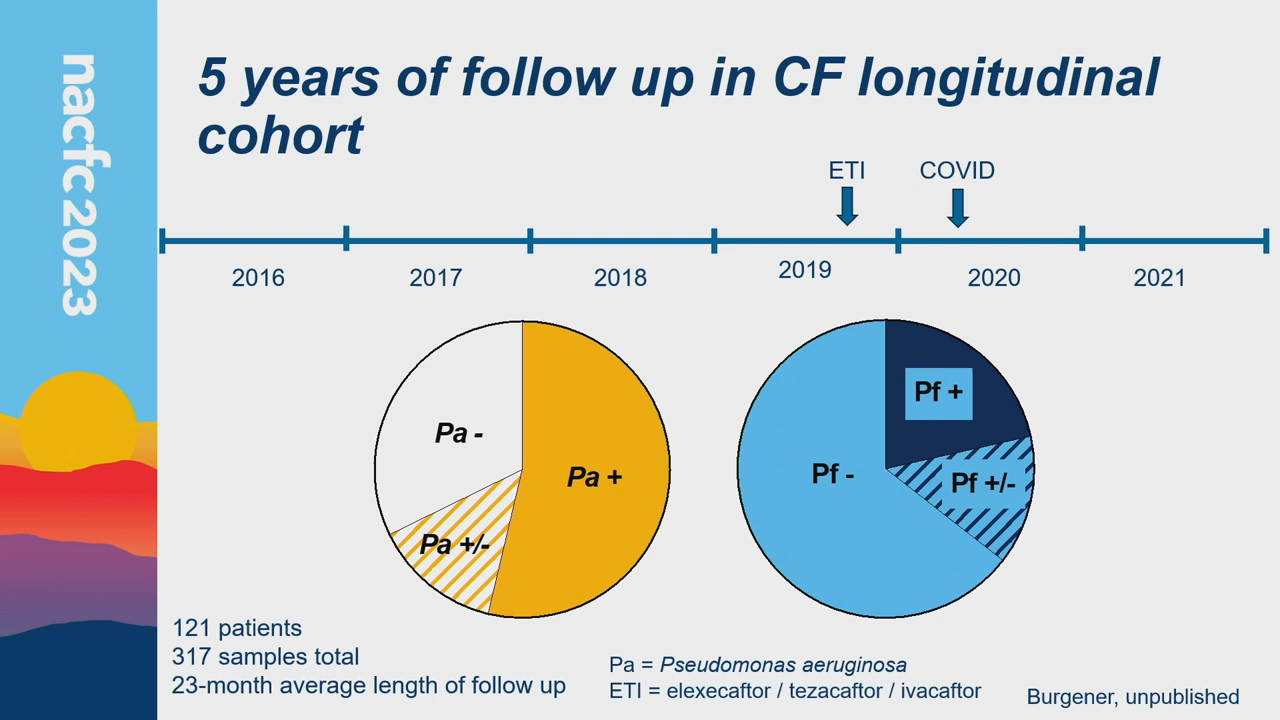 nacfc 2023
5 years of follow up in CF longitudinal
cohort
ETI
COVID
2016
2017
2018
2019
2020
2021
Pa -
Pa +
Pa +/-
Pf +
Pf -
Pf +/-
121 patients
317 samples total
23-month average length of follow up
Pa = Pseudomonas aeruginosa
ETI = elexecaftor / tezacaftor / ivacaftor
Burgener, unpublished